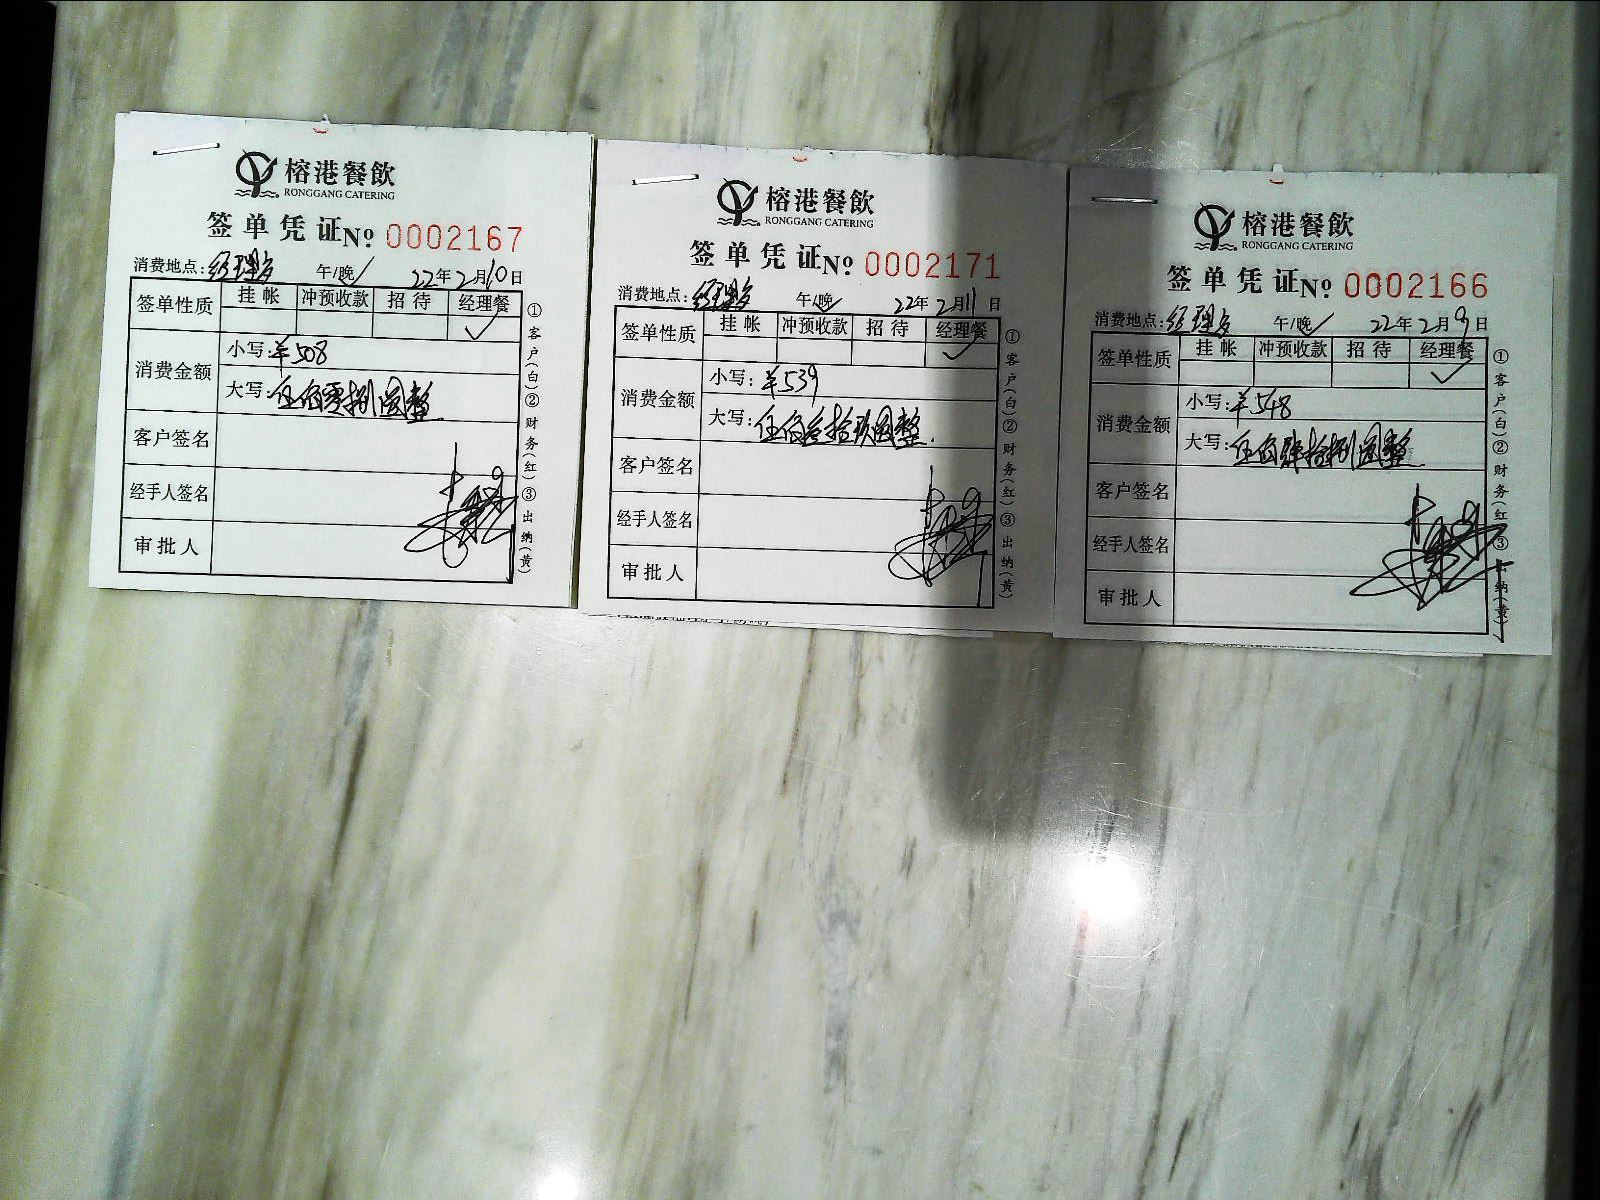 榕港餐飲
RONGGANG CATERING
签单凭证 № 0002167
消费地点: 经理 午/晚 22年2月10日
签单性质 挂帐 冲预收款 招待 经理餐
✓
消费金额
小写: ¥508
大写: 伍佰零捌圆整
客户签名
经手人签名
审批人
①客户(白)②财务(红)③出纳(黄)
榕港餐飲
RONGGANG CATERING
签单凭证 № 0002171
消费地点: 经理 午/晚 22年2月11日
签单性质 挂帐 冲预收款 招待 经理餐
✓
消费金额
小写: ¥539
大写: 伍佰叁拾玖圆整.
客户签名
经手人签名
审批人
①客户(白)②财务(红)③出纳(黄)
榕港餐飲
RONGGANG CATERING
签单凭证 № 0002166
消费地点: 经理 午/晚 22年2月9日
签单性质 挂帐 冲预收款 招待 经理餐
✓
消费金额
小写: ¥548
大写: 伍佰肆拾捌圆整
客户签名
经手人签名
审批人
①客户(白)②财务(红)③出纳(黄)